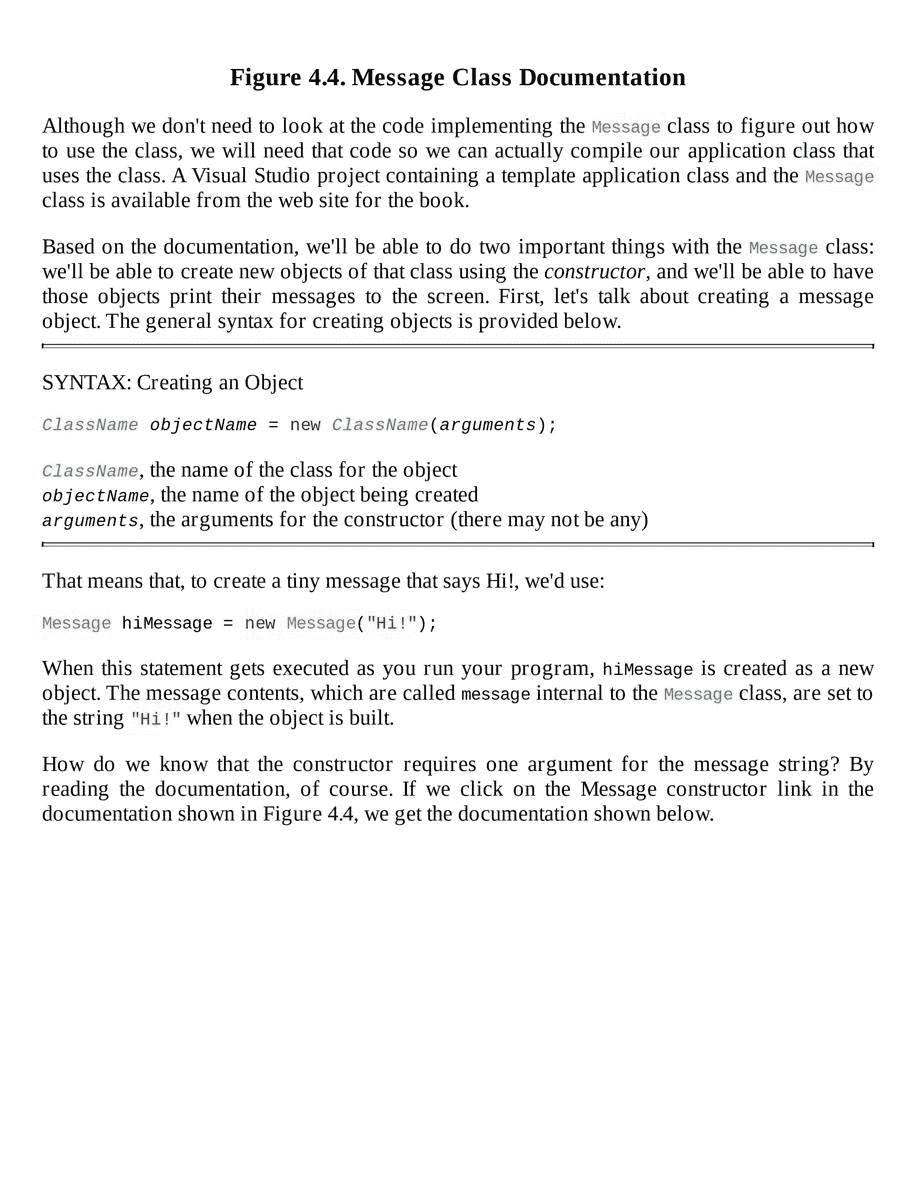 Figure 4.4. Message Class Documentation
Although we don't need to look at the code implementing the Message class to figure out how
to use the class, we will need that code so we can actually compile our application class that
uses the class. A Visual Studio project containing a template application class and the Message
class is available from the web site for the book.
Based on the documentation, we'll be able to do two important things with the Message class:
we'll be able to create new objects of that class using the constructor, and we'll be able to have
those objects print their messages to the screen. First, let's talk about creating a message
object. The general syntax for creating objects is provided below.
SYNTAX: Creating an Object
ClassName objectName = new ClassName(arguments);
ClassName, the name of the class for the object
objectName, the name of the object being created
arguments, the arguments for the constructor (there may not be any)
That means that, to create a tiny message that says Hi!, we'd use:
Message hiMessage = new Message("Hi!");
When this statement gets executed as you run your program, hiMessage is created as a new
object. The message contents, which are called message internal to the Message class, are set to
the string "Hi!" when the object is built.
How do we know that the constructor requires one argument for the message string? By
reading the documentation, of course. If we click on the Message constructor link in the
documentation shown in Figure 4.4, we get the documentation shown below.